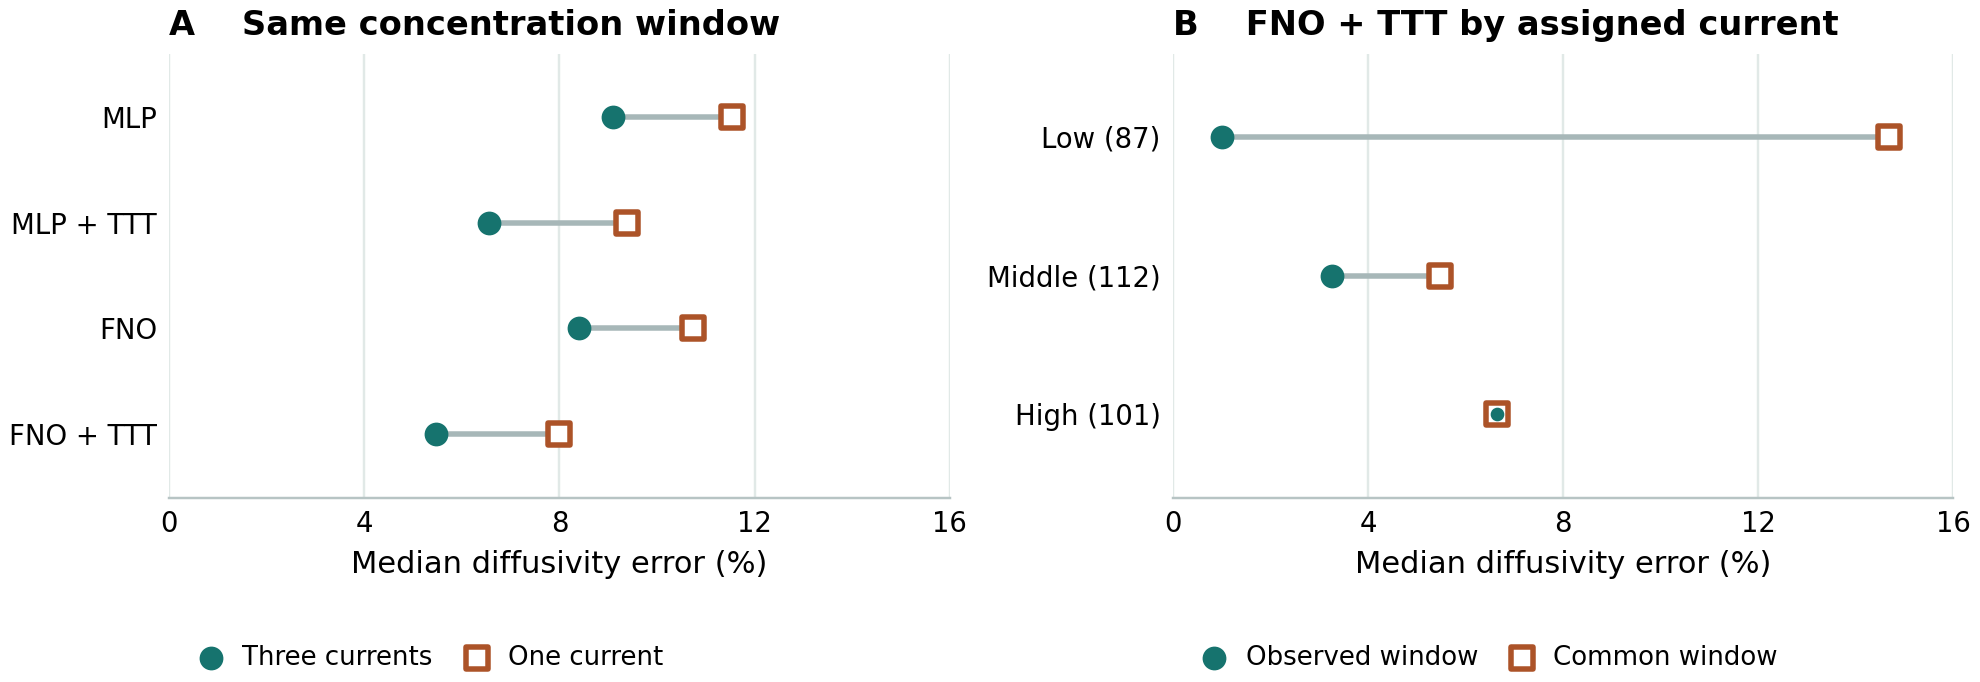 A Same concentration window
MLP
MLP + TTT
FNO
FNO + TTT
0 4 8 12 16
Median diffusivity error (%)
Three currents One current
B FNO + TTT by assigned current
Low (87)
Middle (112)
High (101)
0 4 8 12 16
Median diffusivity error (%)
Observed window Common window